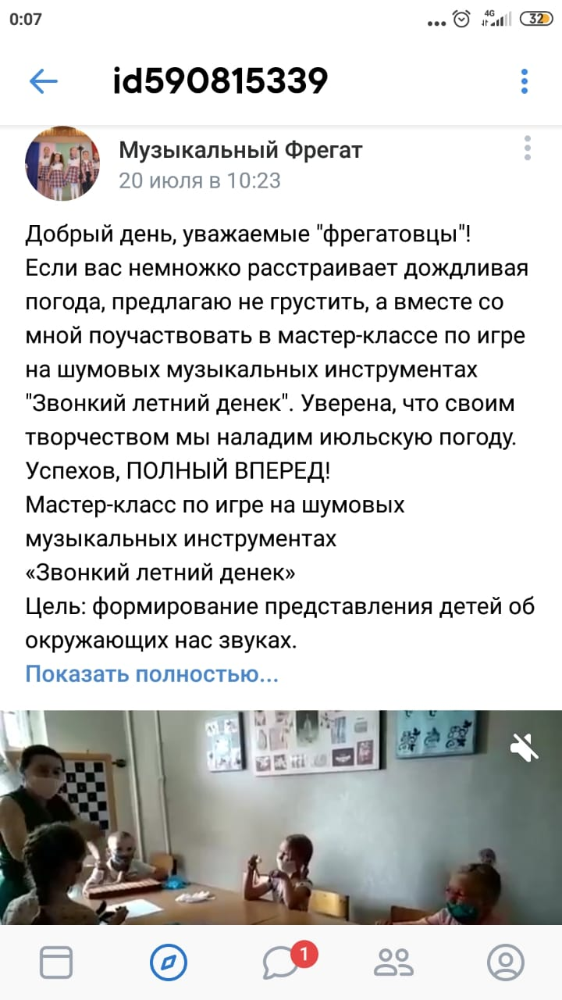 0:07
4G
32
id590815339
Музыкальный Фрегат
20 июля в 10:23
Добрый день, уважаемые "фрегатовцы"!
Если вас немножко расстраивает дождливая
погода, предлагаю не грустить, а вместе со
мной поучаствовать в мастер-классе по игре
на шумовых музыкальных инструментах
"Звонкий летний денек". Уверена, что своим
творчеством мы наладим июльскую погоду.
Успехов, ПОЛНЫЙ ВПЕРЕД!
Мастер-класс по игре на шумовых
музыкальных инструментах
«Звонкий летний денек»
Цель: формирование представления детей об
окружающих нас звуках.
Показать полностью...
1